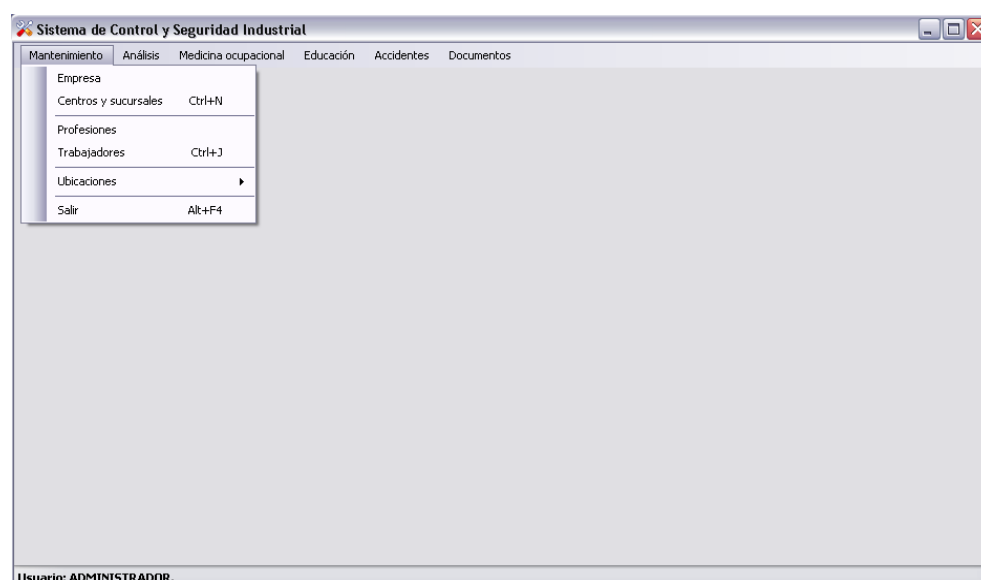 Sistema de Control y Seguridad Industrial
Mantenimiento Análisis Medicina ocupacional Educación Accidentes Documentos
Empresa
Centros y sucursales Ctrl+N
Profesiones
Trabajadores Ctrl+J
Ubicaciones
Salir Alt+F4
Usuario: ADMINISTRADOR.